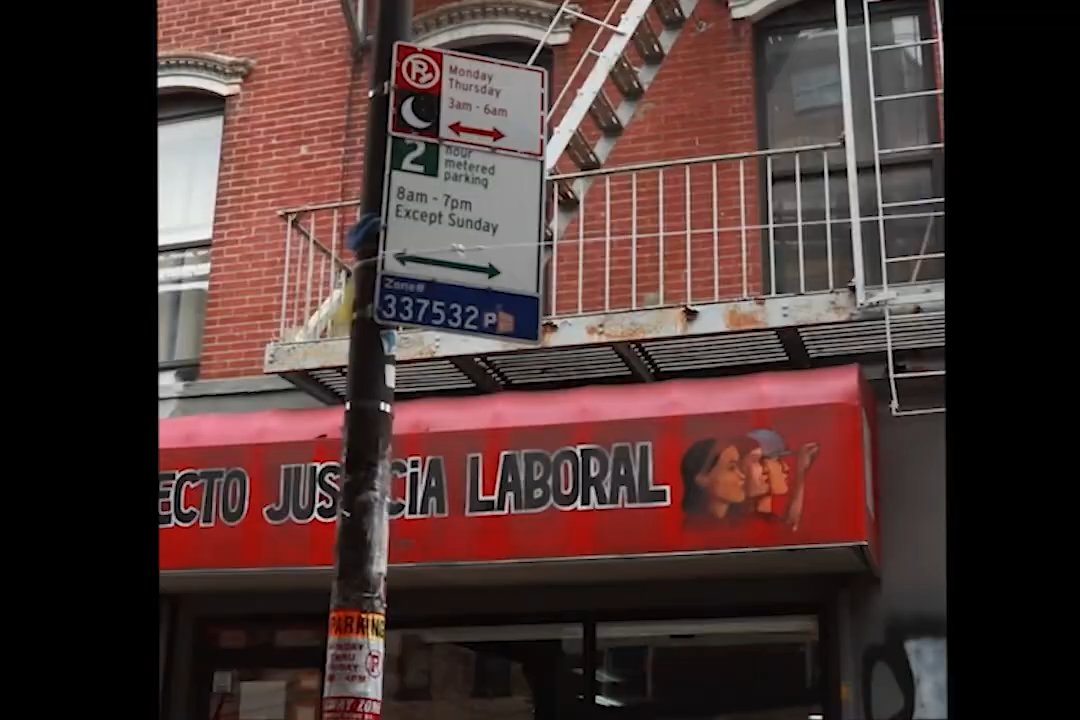 Monday
Thursday
3am - 6am
2
hour
metered
parking
8am - 7pm
Except Sunday
Zone#
337532 P
ECTO JUS CiA LABORAL
PARKING
THRU